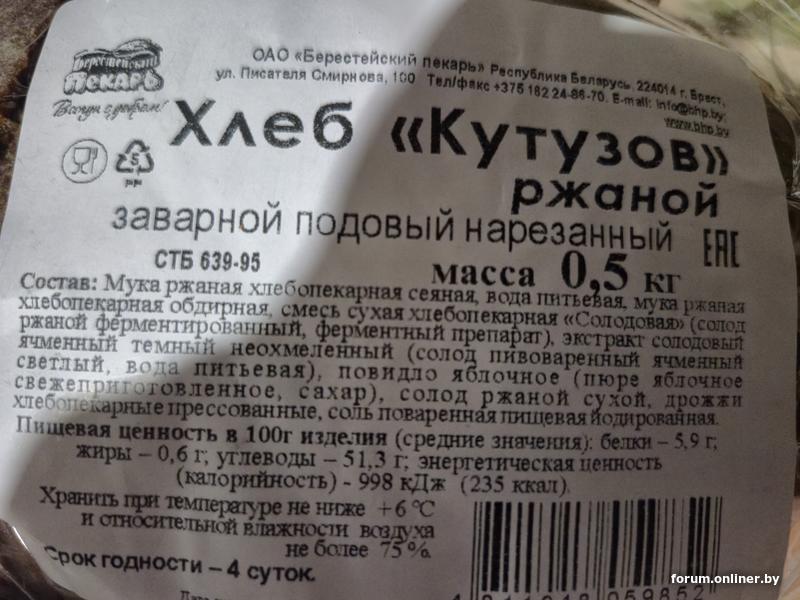 Берестейский
ПЕКАРЬ
Всегда с добром!
ОАО «Берестейский пекарь» Республика Беларусь, 224014 г. Брест,
ул. Писателя Смирнова, 100 Тел/факс +375 162 24-86-70. E-mail: info@bhp.by;
www.bhp.by
Хлеб «Кутузов»
5
ржаной
заварной подовый нарезанный
ЕАС
СТБ 639-95
масса 0,5 кг
Состав: Мука ржаная хлебопекарная сеяная, вода питьевая, мука ржаная
хлебопекарная обдирная, смесь сухая хлебопекарная «Солодовая» (солод
ржаной ферментированный, ферментный препарат), экстракт солодовый
ячменный темный неохмеленный (солод пивоваренный ячменный
светлый, вода питьевая), повидло яблочное (пюре яблочное
свежеприготовленное, сахар), солод ржаной сухой, дрожжи
хлебопекарные прессованные, соль поваренная пищевая йодированная.
Пищевая ценность в 100г изделия (средние значения): белки – 5,9 г;
жиры – 0,6 г; углеводы – 51,3 г; энергетическая ценность
(калорийность) - 998 кДж (235 ккал).
Хранить при температуре не ниже +6 °С
и относительной влажности воздуха
не более 75 %.
Срок годности – 4 суток.
forum.onliner.by